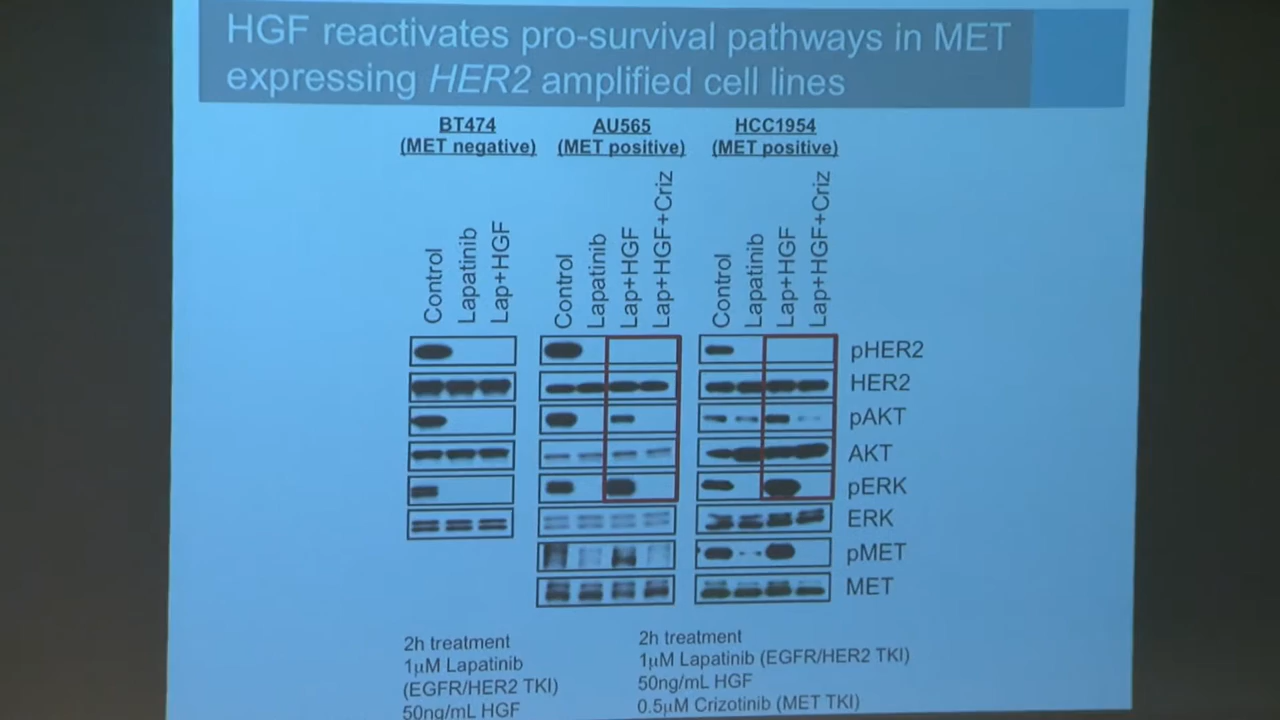 HGF reactivates pro-survival pathways in MET
expressing HER2 amplified cell lines
BT474
(MET negative)
AU565
(MET positive)
HCC1954
(MET positive)
Control
Lapatinib
Lap+HGF
Control
Lapatinib
Lap+HGF
Lap+HGF+Criz
Control
Lapatinib
Lap+HGF
Lap+HGF+Criz
pHER2
HER2
pAKT
AKT
pERK
ERK
pMET
MET
2h treatment
1µM Lapatinib
(EGFR/HER2 TKI)
50ng/mL HGF
2h treatment
1µM Lapatinib (EGFR/HER2 TKI)
50ng/mL HGF
0.5µM Crizotinib (MET TKI)